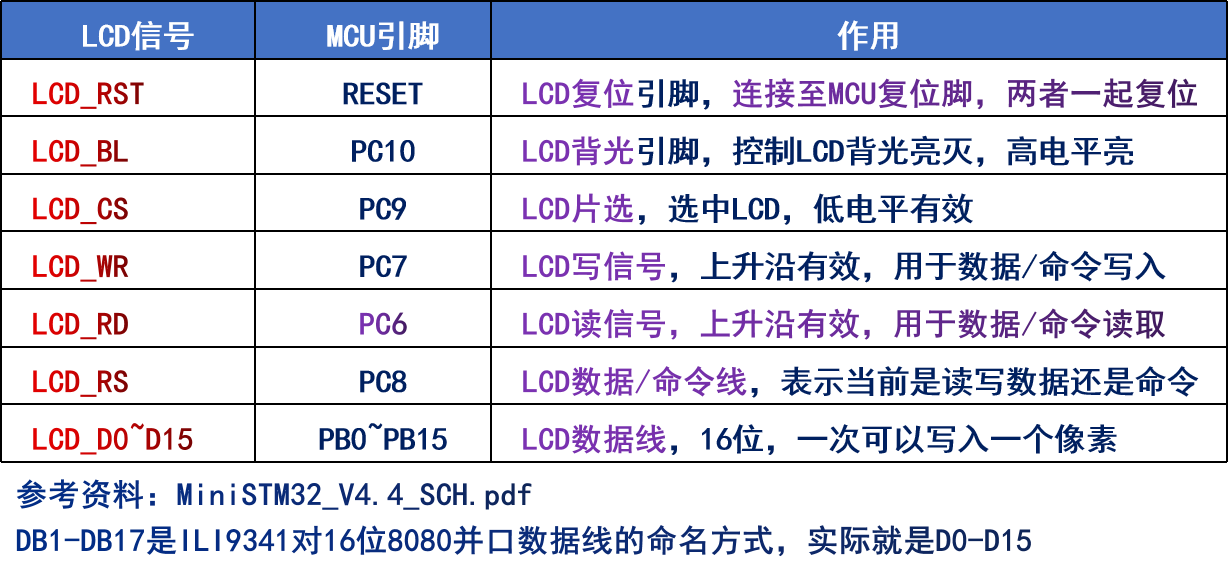 LCD信号 MCU引脚 作用
LCD_RST RESET LCD复位引脚，连接至MCU复位脚，两者一起复位
LCD_BL PC10 LCD背光引脚，控制LCD背光亮灭，高电平亮
LCD_CS PC9 LCD片选，选中LCD，低电平有效
LCD_WR PC7 LCD写信号，上升沿有效，用于数据/命令写入
LCD_RD PC6 LCD读信号，上升沿有效，用于数据/命令读取
LCD_RS PC8 LCD数据/命令线，表示当前是读写数据还是命令
LCD_D0~D15 PB0~PB15 LCD数据线，16位，一次可以写入一个像素
参考资料：MiniSTM32_V4.4_SCH.pdf
DB1-DB17是ILI9341对16位8080并口数据线的命名方式，实际就是D0-D15